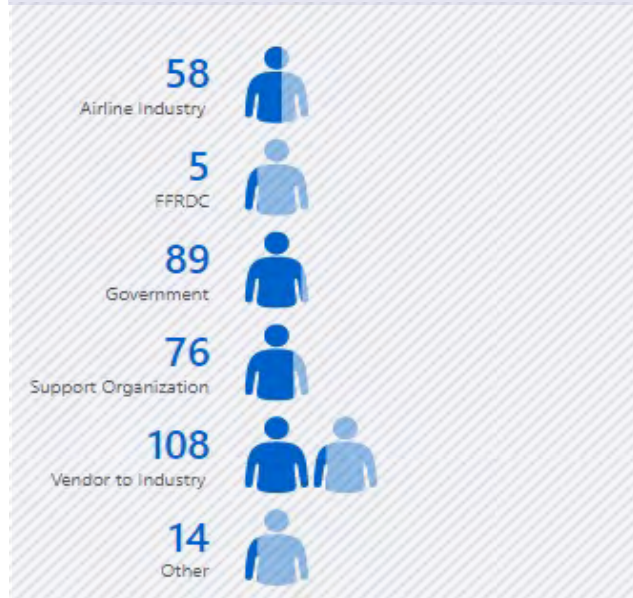 58
Airline Industry
5
FFRDC
89
Government
76
Support Organization
108
Vendor to Industry
14
Other